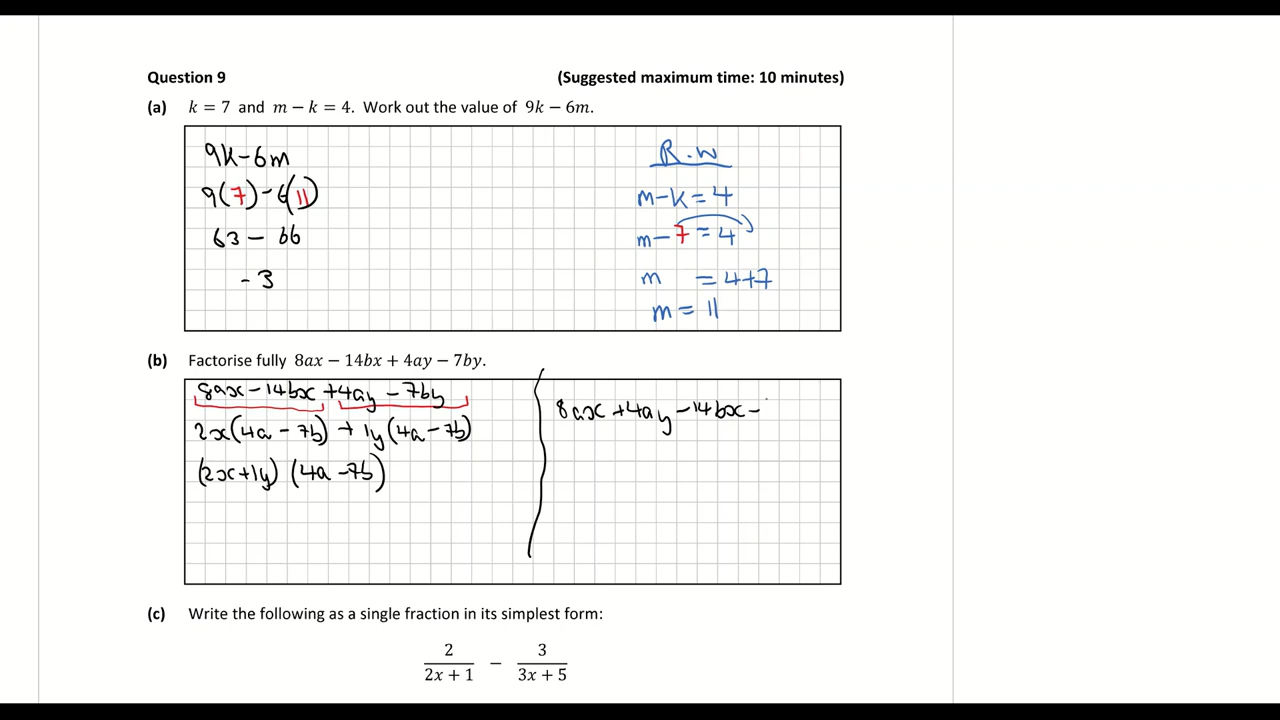 Question 9 (Suggested maximum time: 10 minutes)
(a) k = 7 and m − k = 4. Work out the value of 9k − 6m.
9k − 6m
9(7) − 6(11)
63 − 66
− 3
R.W
m − k = 4
m − 7 = 4
m = 4+7
m = 11
(b) Factorise fully 8ax − 14bx + 4ay − 7by.
8ax − 14bx + 4ay − 7by
2x(4a − 7b) + 1y(4a − 7b)
(2x+1y) (4a − 7b)
8ax + 4ay − 14bx −
(c) Write the following as a single fraction in its simplest form:
2/(2x + 1) − 3/(3x + 5)